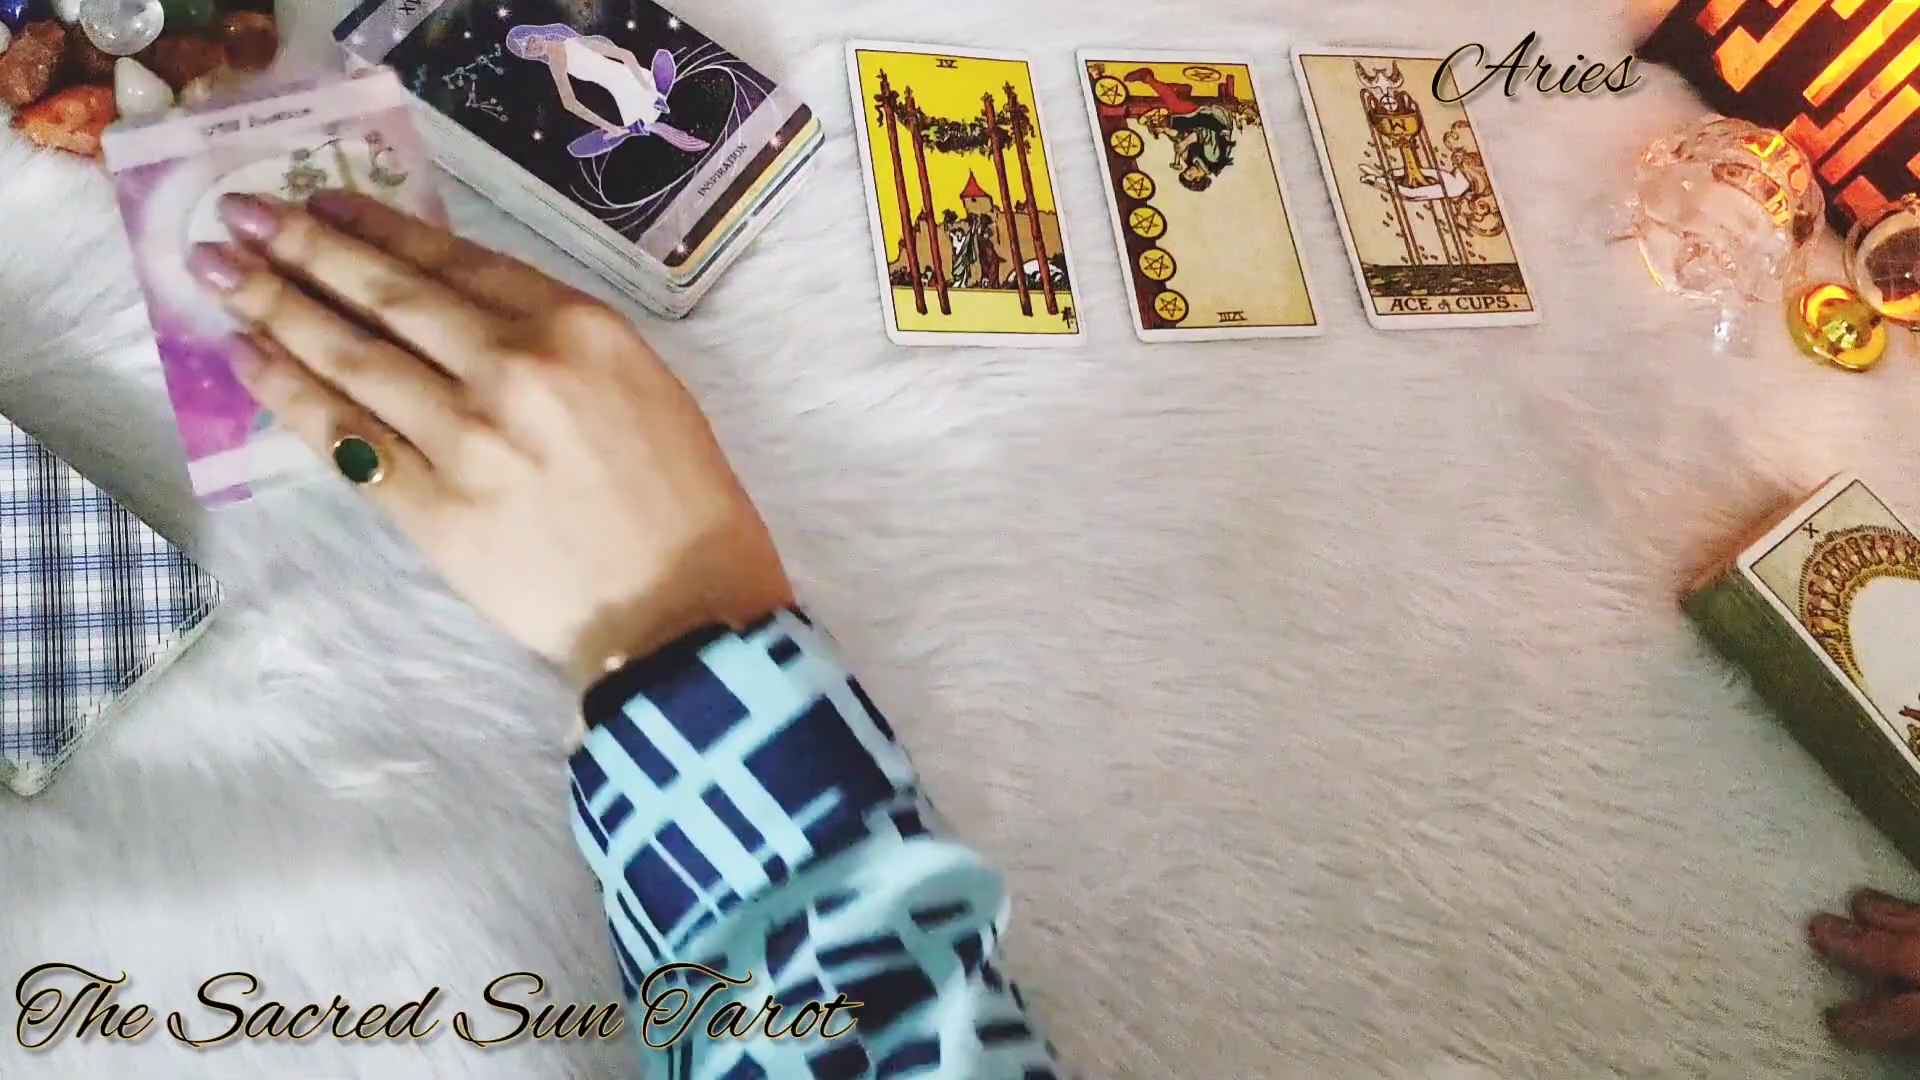 Aries
INSPIRATION
IV
VIII
ACE of CUPS.
X
The Sacred Sun Tarot